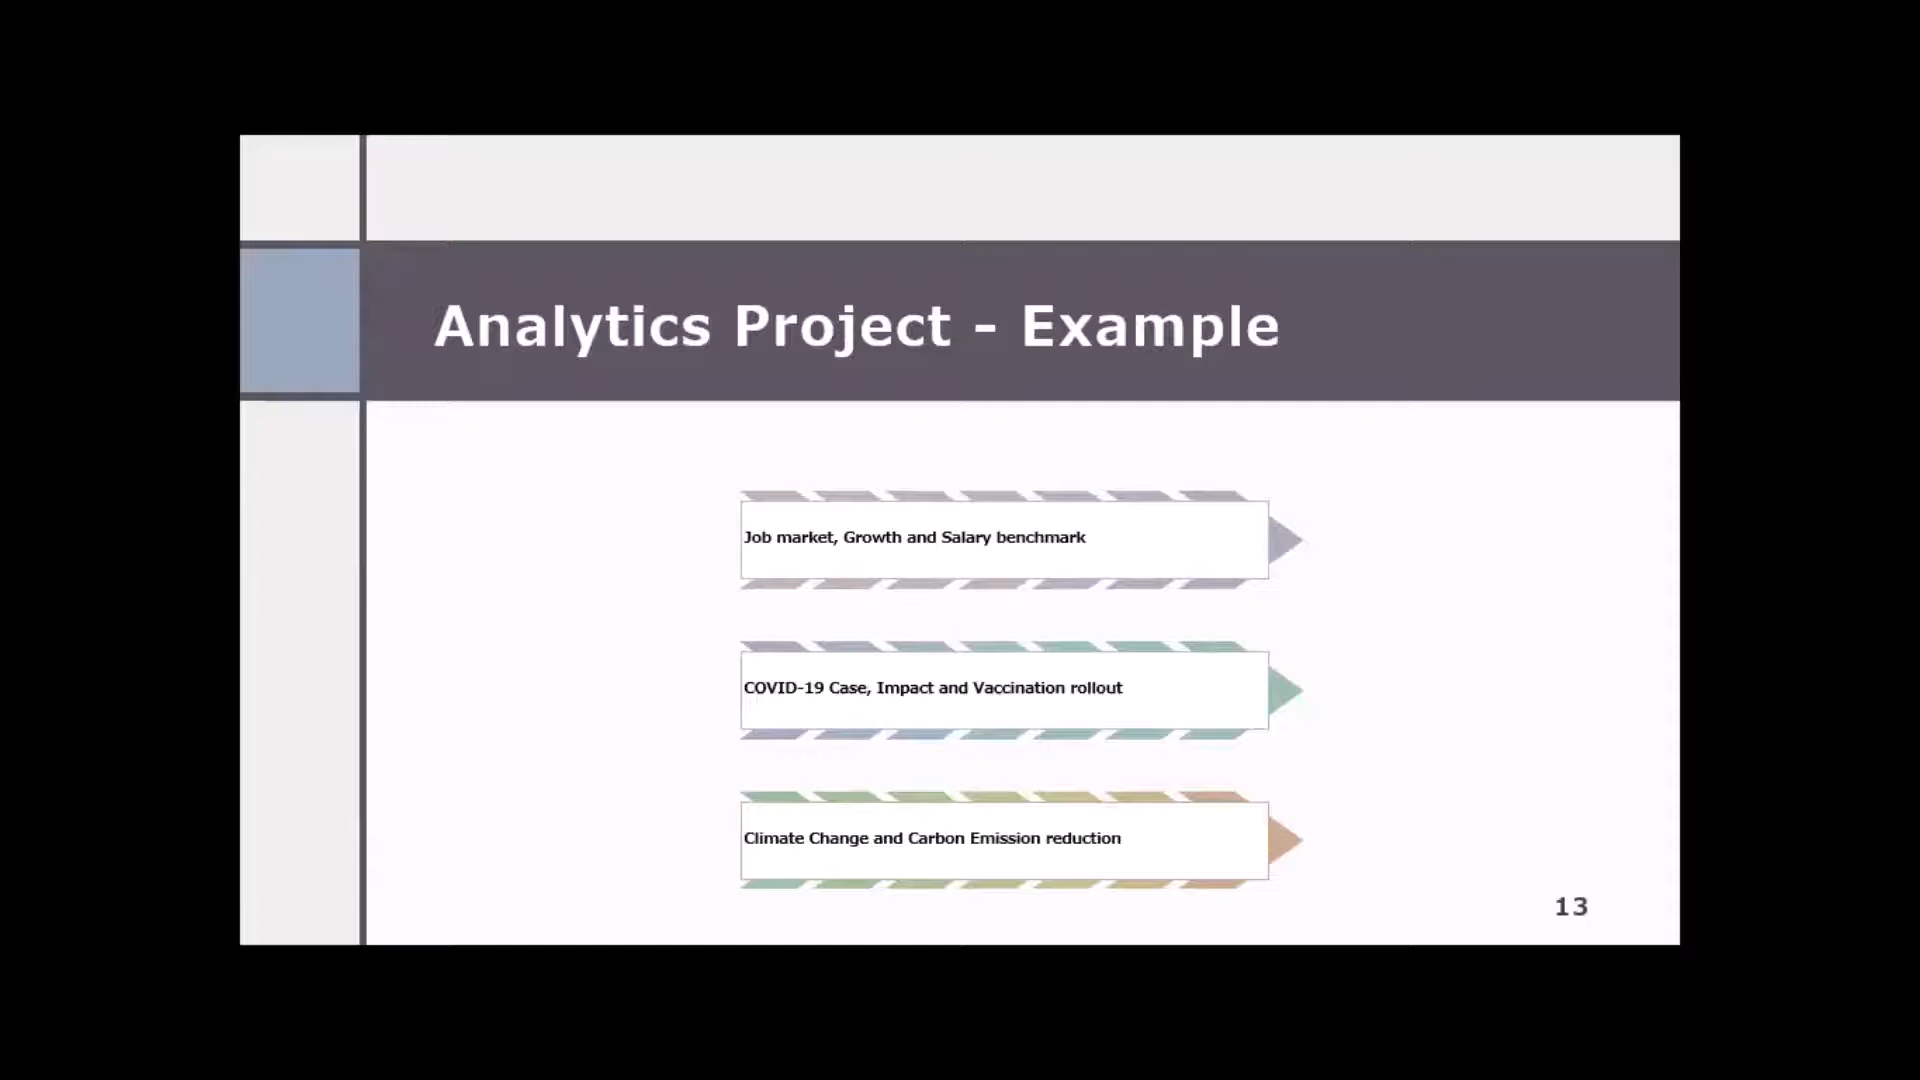 Analytics Project - Example
Job market, Growth and Salary benchmark
COVID-19 Case, Impact and Vaccination rollout
Climate Change and Carbon Emission reduction
13